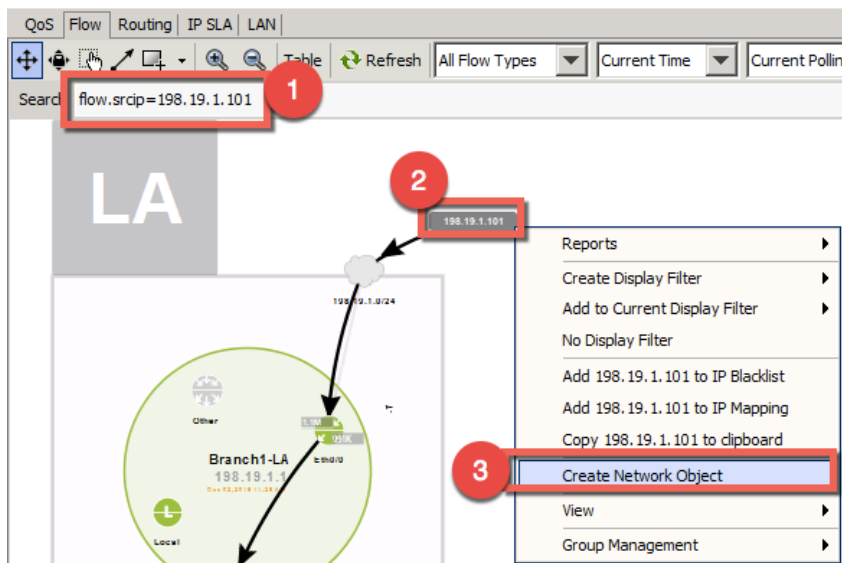 QoS Flow Routing IP SLA LAN
Table Refresh All Flow Types Current Time Current Pollin
Search flow.srcip=198.19.1.101
1
LA
2
198.19.1.101
Reports
Create Display Filter
198.19.1.0/24
Add to Current Display Filter
No Display Filter
Add 198.19.1.101 to IP Blacklist
Other
Add 198.19.1.101 to IP Mapping
1.1M
Copy 198.19.1.101 to clipboard
Branch1-LA
Eth0/0
198.19.1.1
3
Create Network Object
L
View
Local
Group Management